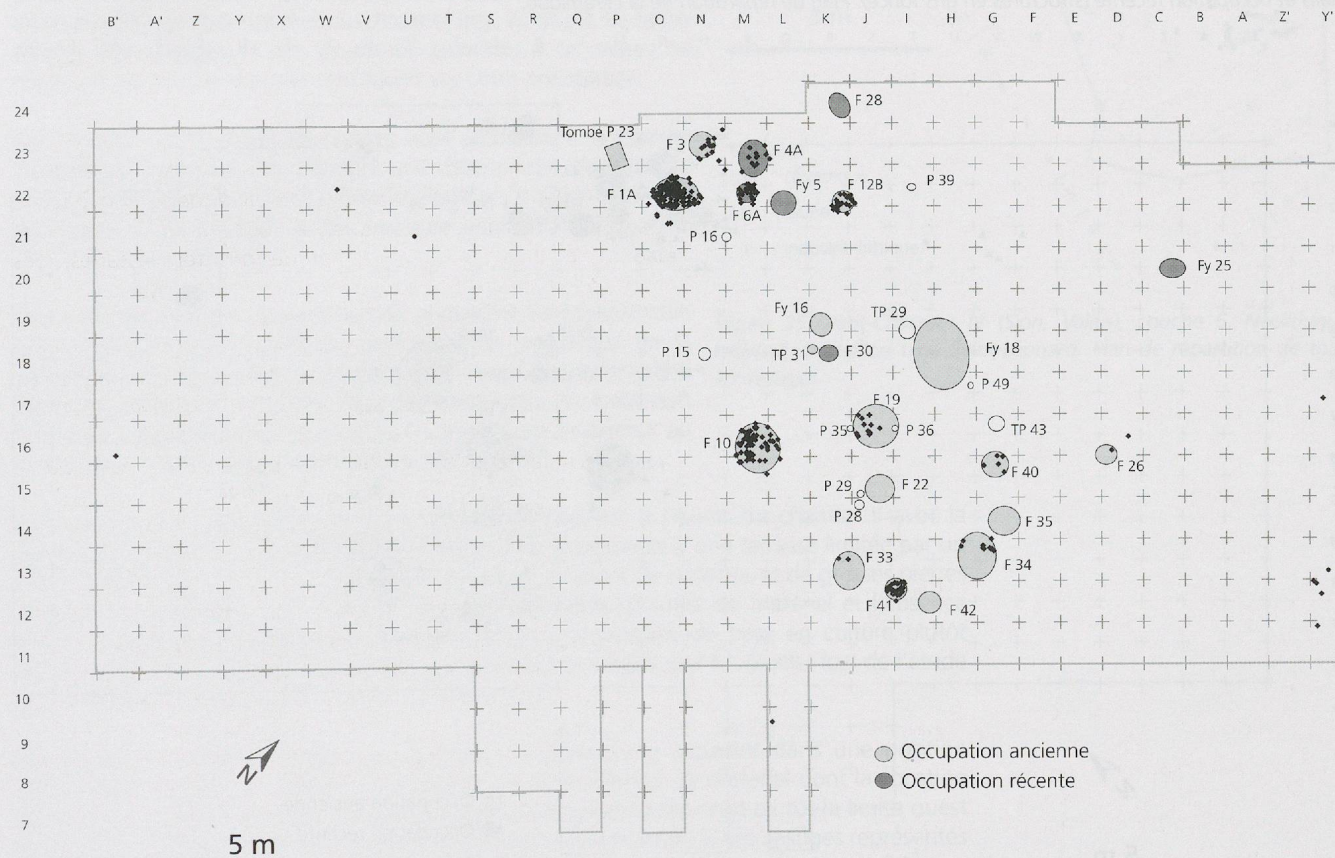 B' A' Z Y X W V U T S R Q P O N M L K J I H G F E D C B A Z' Y'
24
F 28
Tombe P 23
23
F 3
F 4A
22
F 1A
Fy 5
F 12B
P 39
F 6A
21
P 16
20
Fy 25
19
Fy 16
TP 29
18
P 15
TP 31
F 30
Fy 18
P 49
17
F 19
16
F 10
P 35
P 36
TP 43
F 26
F 40
15
P 29
F 22
P 28
14
F 35
13
F 33
F 34
12
F 41
F 42
11
10
9
8
7
Occupation ancienne
Occupation récente
N
5 m